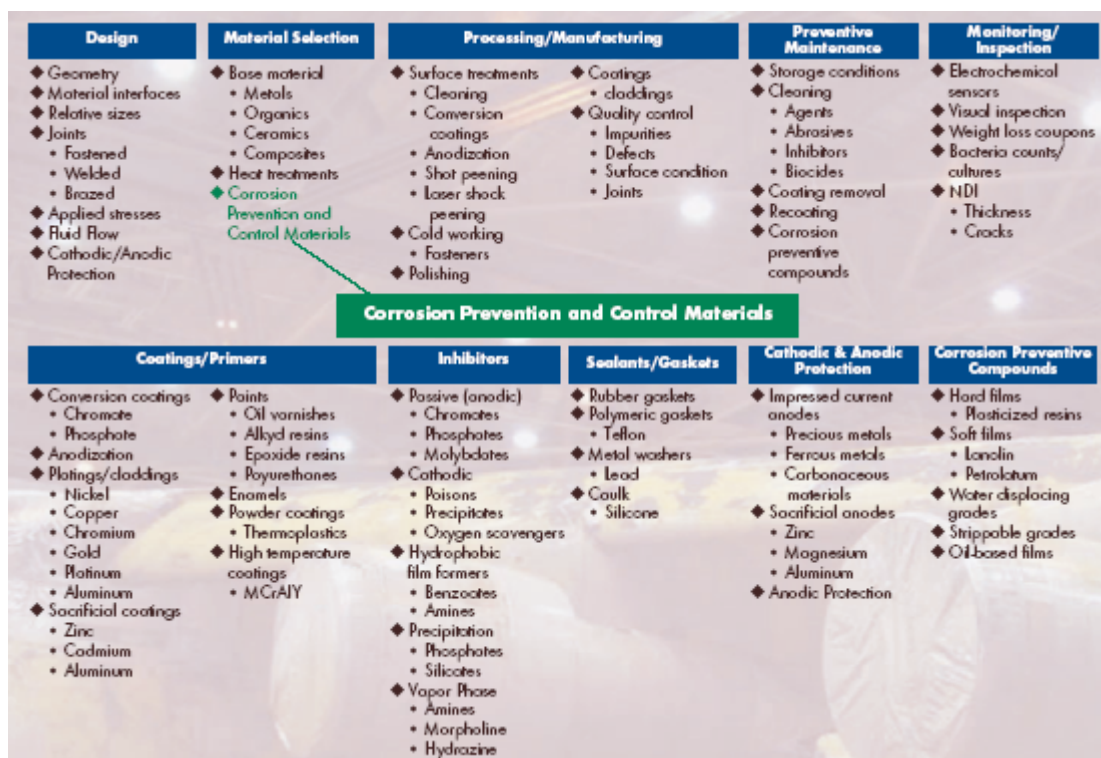 Design
◆ Geometry
◆ Material interfaces
◆ Relative sizes
◆ Joints
• Fastened
• Welded
• Brazed
◆ Applied stresses
◆ Fluid Flow
◆ Cathodic/Anodic
Protection
Material Selection
◆ Base material
• Metals
• Organics
• Ceramics
• Composites
◆ Heat treatments
◆ Corrosion
Prevention and
Control Materials
Processing/Manufacturing
◆ Surface treatments
• Cleaning
• Conversion
coatings
• Anodization
• Shot peening
• Laser shock
peening
◆ Cold working
• Fasteners
◆ Polishing
◆ Coatings
• claddings
◆ Quality control
• Impurities
• Defects
• Surface condition
• Joints
Preventive
Maintenance
◆ Storage conditions
◆ Cleaning
• Agents
• Abrasives
• Inhibitors
• Biocides
◆ Coating removal
◆ Recoating
◆ Corrosion
preventive
compounds
Monitoring/
Inspection
◆ Electrochemical
sensors
◆ Visual inspection
◆ Weight loss coupons
◆ Bacteria counts/
cultures
◆ NDI
• Thickness
• Cracks
Corrosion Prevention and Control Materials
Coatings/Primers
◆ Conversion coatings
• Chromate
• Phosphate
◆ Anodization
◆ Platings/claddings
• Nickel
• Copper
• Chromium
• Gold
• Platinum
• Aluminum
◆ Sacrificial coatings
• Zinc
• Cadmium
• Aluminum
◆ Paints
• Oil varnishes
• Alkyd resins
• Epoxide resins
• Poyurethanes
◆ Enamels
◆ Powder coatings
• Thermoplastics
◆ High temperature
coatings
• MCrAlY
Inhibitors
◆ Passive (anodic)
• Chromates
• Phosphates
• Molybdates
◆ Cathodic
• Poisons
• Precipitates
• Oxygen scavengers
◆ Hydrophobic
film formers
• Benzoates
• Amines
◆ Precipitation
• Phosphates
• Silicates
◆ Vapor Phase
• Amines
• Morpholine
• Hydrazine
Sealants/Gaskets
◆ Rubber gaskets
◆ Polymeric gaskets
• Teflon
◆ Metal washers
• Lead
◆ Caulk
• Silicone
Cathodic & Anodic
Protection
◆ Impressed current
anodes
• Precious metals
• Ferrous metals
• Carbonaceous
materials
◆ Sacrificial anodes
• Zinc
• Magnesium
• Aluminum
◆ Anodic Protection
Corrosion Preventive
Compounds
◆ Hard films
• Plasticized resins
◆ Soft films
• Lanolin
• Petrolatum
◆ Water displacing
grades
◆ Strippable grades
◆ Oil-based films